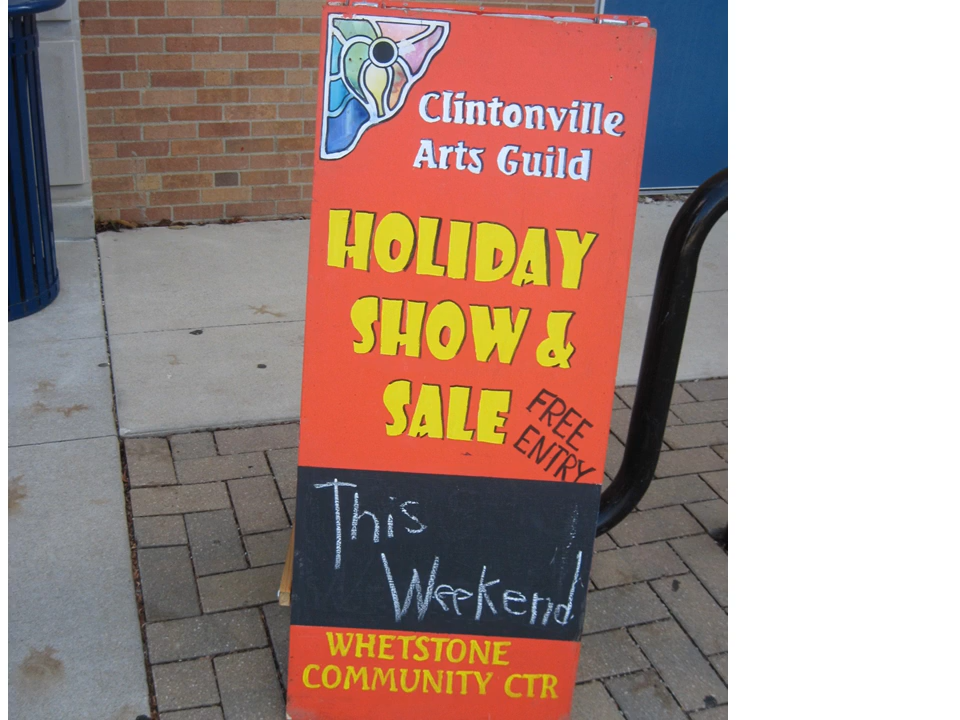 Clintonville
Arts Guild
HOLIDAY
SHOW &
SALE
FREE
ENTRY
This
Weekend
WHETSTONE
COMMUNITY CTR